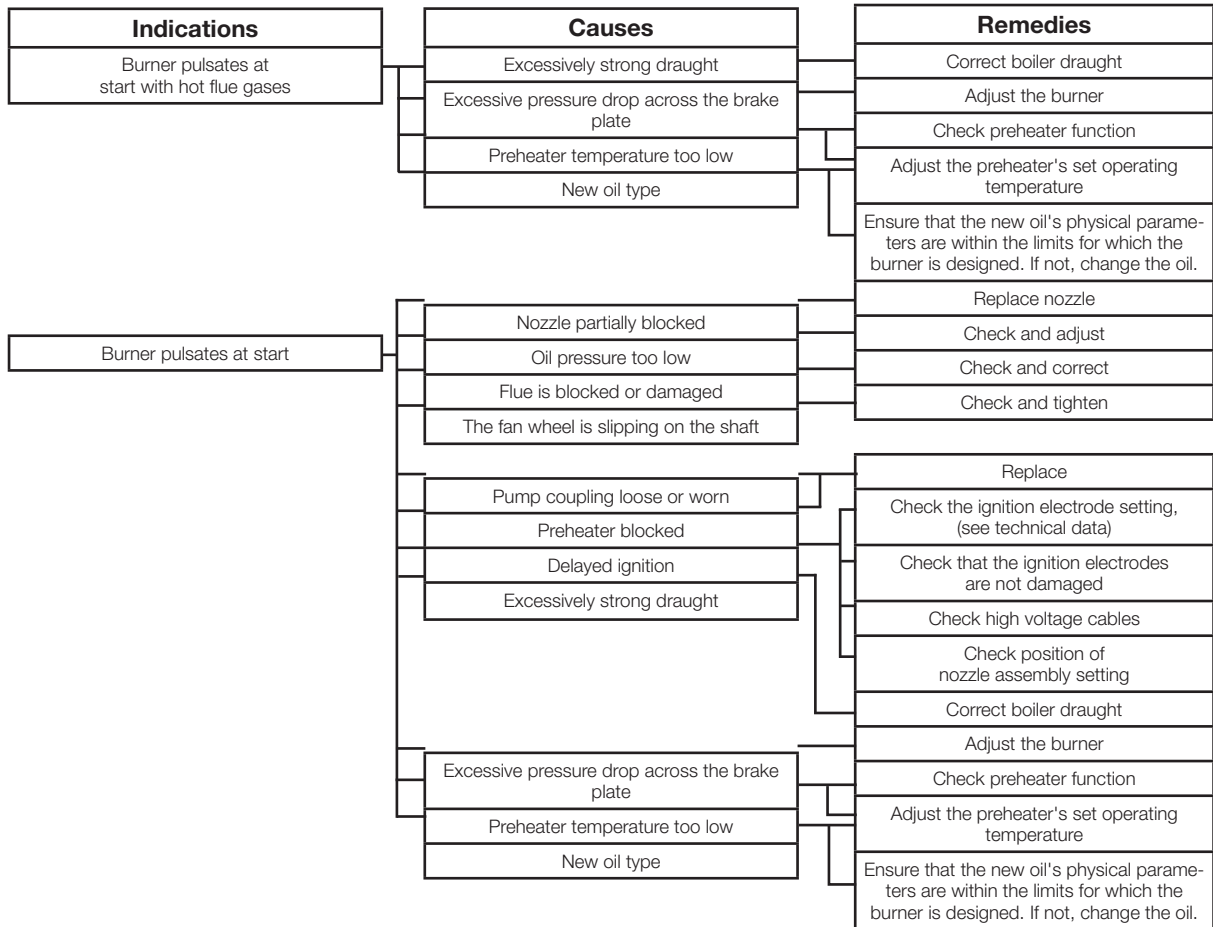 Indications
Burner pulsates at
start with hot flue gases
Burner pulsates at start
Causes
Excessively strong draught
Excessive pressure drop across the brake
plate
Preheater temperature too low
New oil type
Nozzle partially blocked
Oil pressure too low
Flue is blocked or damaged
The fan wheel is slipping on the shaft
Pump coupling loose or worn
Preheater blocked
Delayed ignition
Excessively strong draught
Excessive pressure drop across the brake
plate
Preheater temperature too low
New oil type
Remedies
Correct boiler draught
Adjust the burner
Check preheater function
Adjust the preheater's set operating
temperature
Ensure that the new oil's physical parame-
ters are within the limits for which the
burner is designed. If not, change the oil.
Replace nozzle
Check and adjust
Check and correct
Check and tighten
Replace
Check the ignition electrode setting,
(see technical data)
Check that the ignition electrodes
are not damaged
Check high voltage cables
Check position of
nozzle assembly setting
Correct boiler draught
Adjust the burner
Check preheater function
Adjust the preheater's set operating
temperature
Ensure that the new oil's physical parame-
ters are within the limits for which the
burner is designed. If not, change the oil.